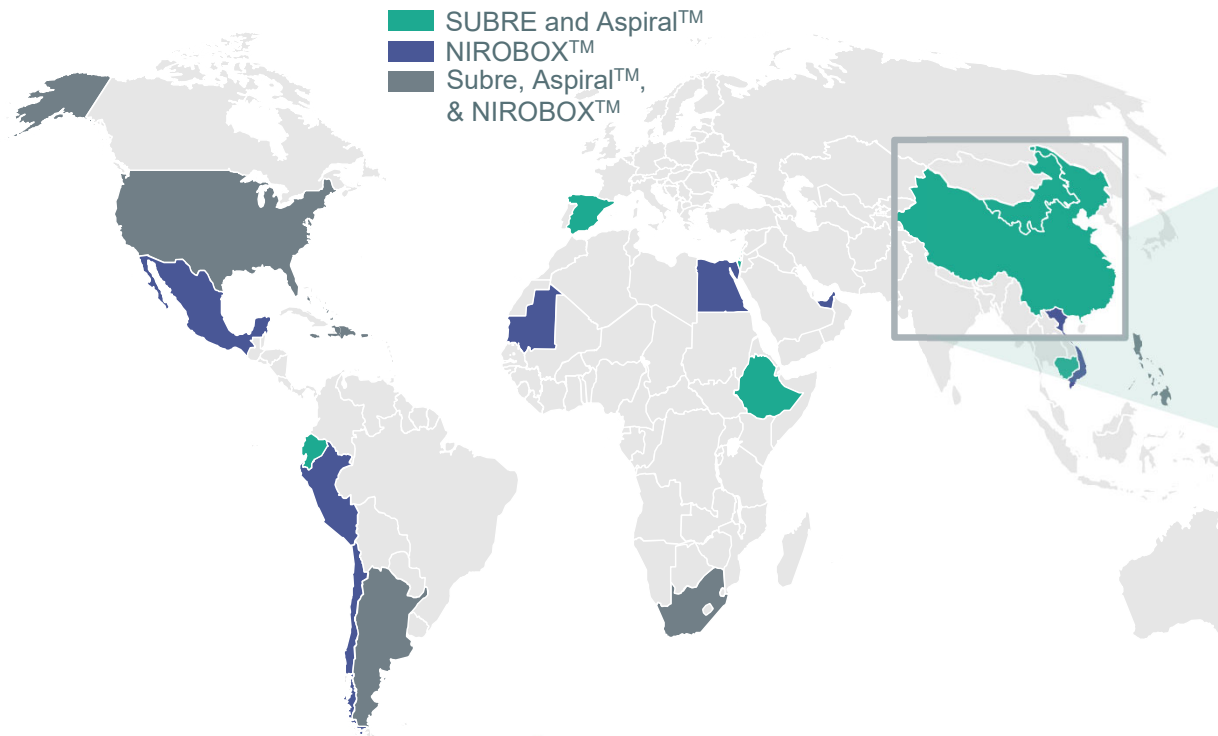 SUBRE and Aspiral™
NIROBOX™
Subre, Aspiral™,
& NIROBOX™